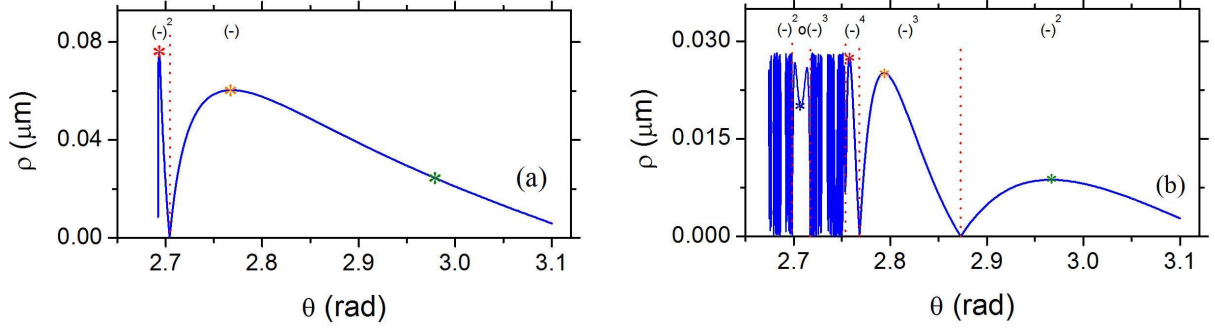 (-)² (-)
0.08
0.04
0.00
ρ (μm)
(a)
2.7 2.8 2.9 3.0 3.1
θ (rad)
(-)² o(-)³ (-)⁴ (-)³ (-)²
0.030
0.015
0.000
ρ (μm)
(b)
2.7 2.8 2.9 3.0 3.1
θ (rad)